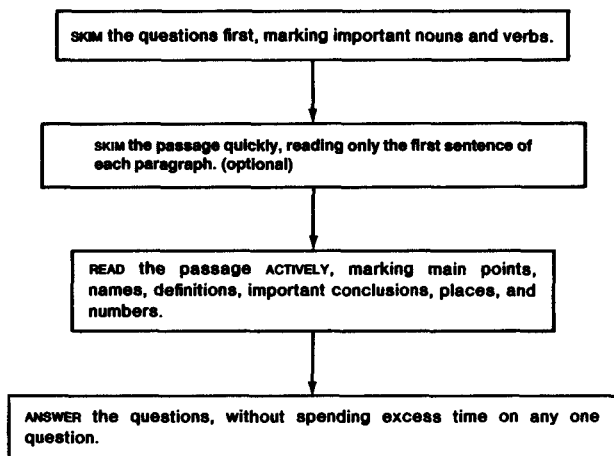 SKIM the questions first, marking important nouns and verbs.
SKIM the passage quickly, reading only the first sentence of
each paragraph. (optional)
READ the passage ACTIVELY, marking main points,
names, definitions, important conclusions, places, and
numbers.
ANSWER the questions, without spending excess time on any one
question.